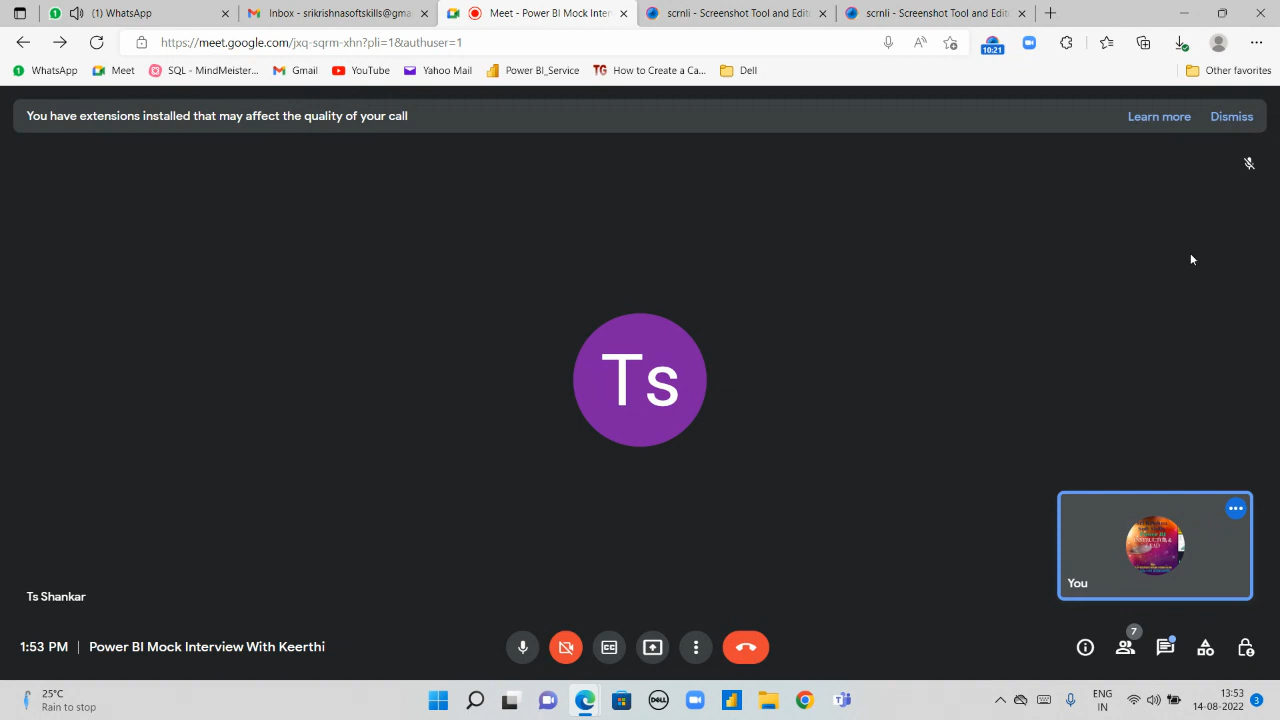 (1) WhatsApp
Inbox - srikrishnasoftskills@gma
Meet - Power BI Mock Inter
scrnli - Screenshot Tool and Edit
scrnli - Screenshot Tool and Edit
https://meet.google.com/jxq-sqrm-xhn?pli=1&authuser=1
10:21
WhatsApp
Meet
SQL - MindMeister...
Gmail
YouTube
Yahoo Mail
Power BI_Service
TG How to Create a Ca...
Dell
Other favorites
You have extensions installed that may affect the quality of your call
Learn more
Dismiss
Ts
You
Ts Shankar
1:53 PM | Power BI Mock Interview With Keerthi
CC
7
25°C
Rain to stop
DELL
ENG
IN
13:53
14-08-2022
3